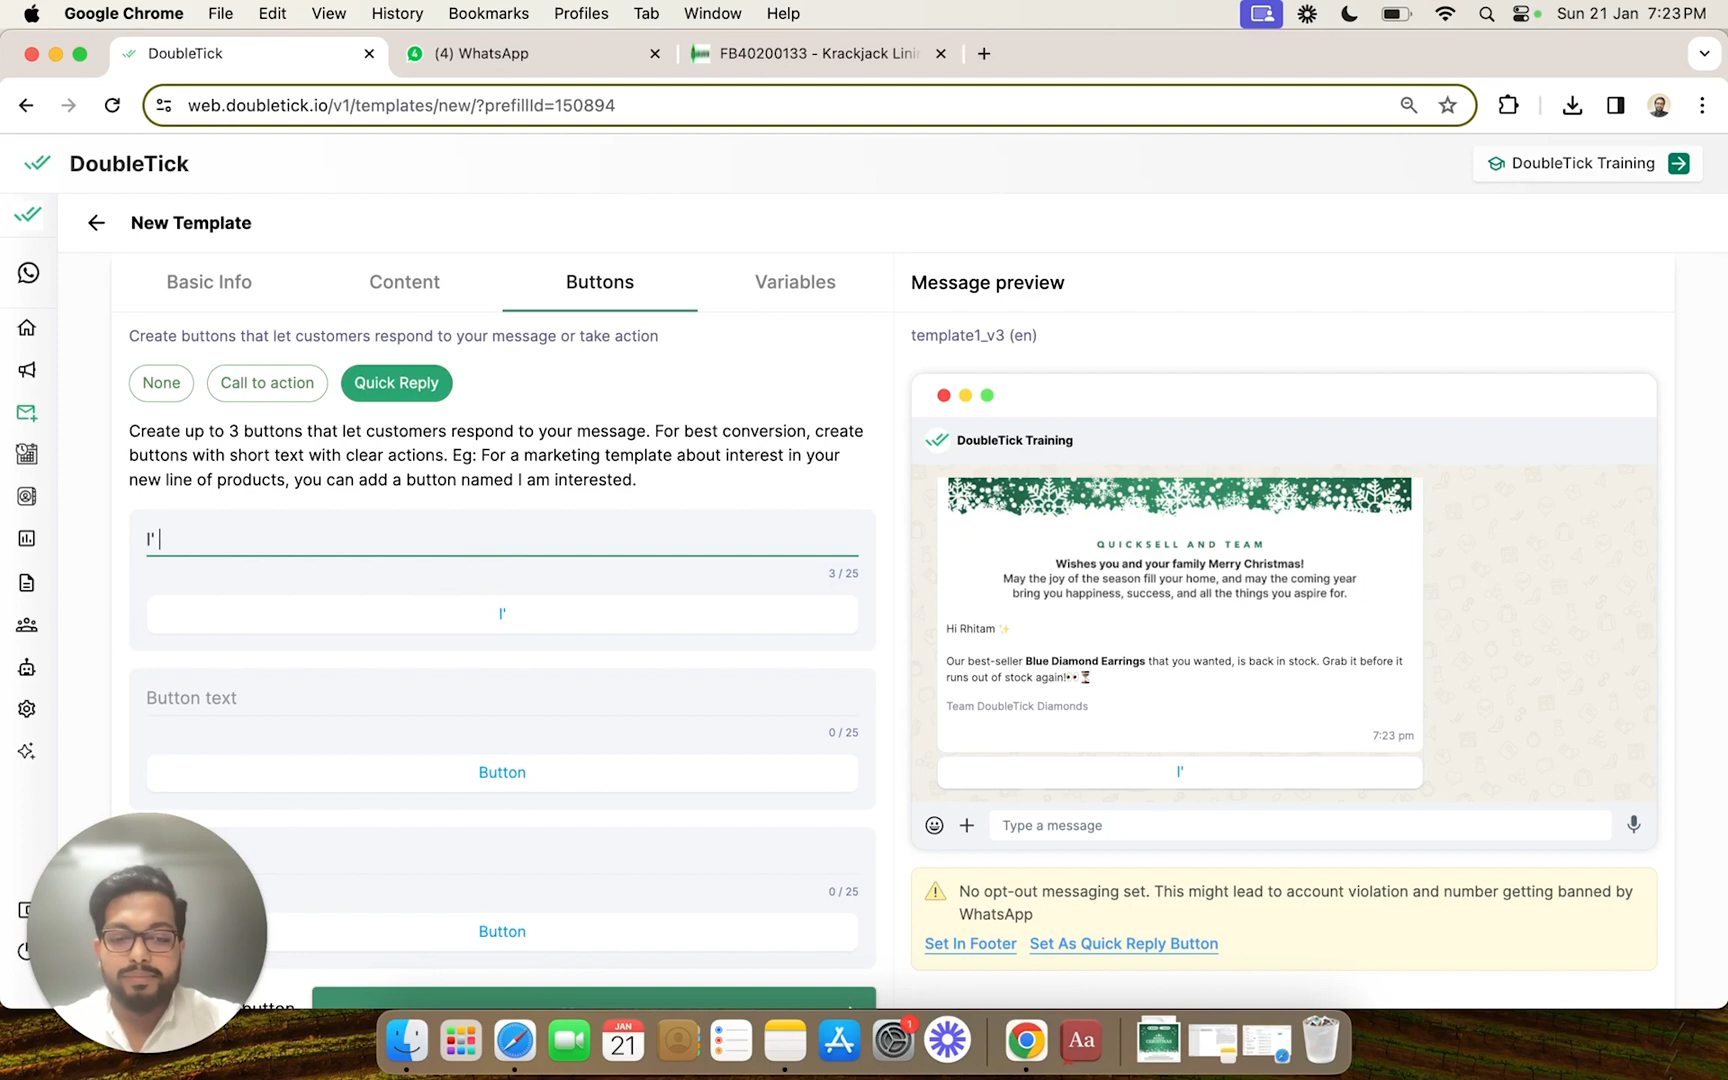 Google Chrome File Edit View History Bookmarks Profiles Tab Window Help Sun 21 Jan 7:23 PM
DoubleTick
4 (4) WhatsApp
FB40200133 - Krackjack Linin
web.doubletick.io/v1/templates/new/?prefillId=150894
DoubleTick
DoubleTick Training
New Template
Basic Info Content Buttons Variables
Create buttons that let customers respond to your message or take action
None Call to action Quick Reply
Create up to 3 buttons that let customers respond to your message. For best conversion, create
buttons with short text with clear actions. Eg: For a marketing template about interest in your
new line of products, you can add a button named I am interested.
I'
3 / 25
I'
Button text
0 / 25
Button
0 / 25
Button
button
Message preview
template1_v3 (en)
DoubleTick Training
QUICKSELL AND TEAM
Wishes you and your family Merry Christmas!
May the joy of the season fill your home, and may the coming year
bring you happiness, success, and all the things you aspire for.
Hi Rhitam ✨
Our best-seller Blue Diamond Earrings that you wanted, is back in stock. Grab it before it
runs out of stock again!👀⏳
Team DoubleTick Diamonds
7:23 pm
I'
Type a message
No opt-out messaging set. This might lead to account violation and number getting banned by
WhatsApp
Set In Footer Set As Quick Reply Button
JAN
21
1
Aa